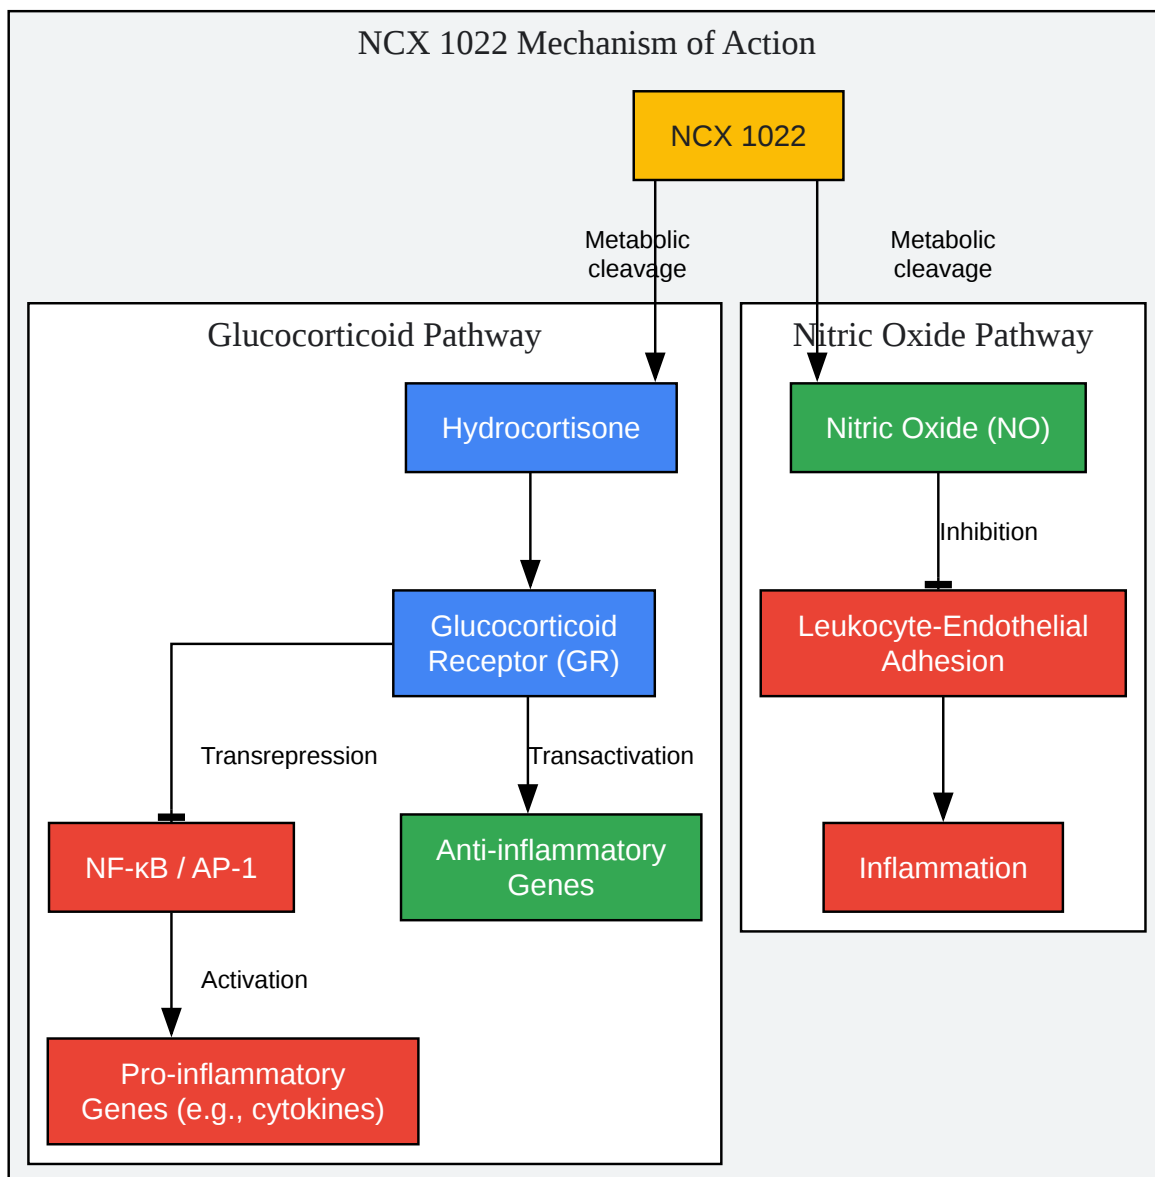 NCX 1022 Mechanism of Action
NCX 1022
Metabolic
cleavage
Metabolic
cleavage
Glucocorticoid Pathway
Hydrocortisone
Glucocorticoid
Receptor (GR)
Transrepression
Transactivation
NF-κB / AP-1
Anti-inflammatory
Genes
Activation
Pro-inflammatory
Genes (e.g., cytokines)
Nitric Oxide Pathway
Nitric Oxide (NO)
Inhibition
Leukocyte-Endothelial
Adhesion
Inflammation